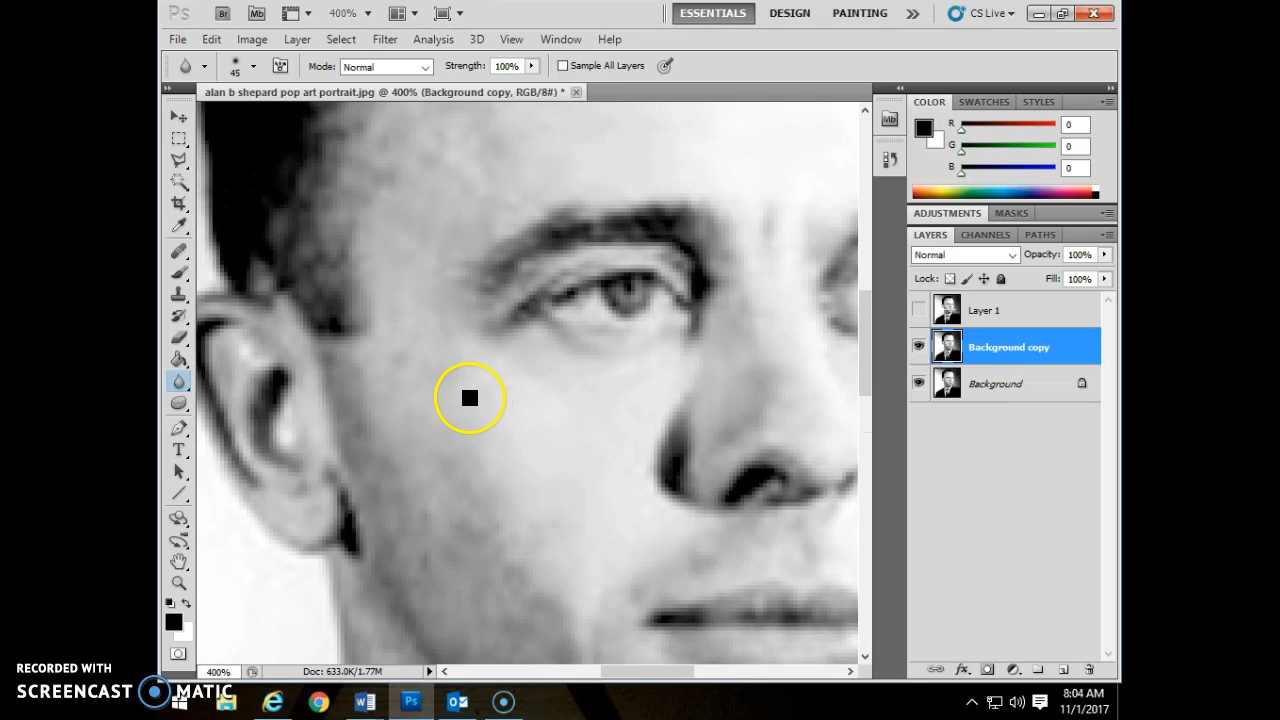 Ps Br Mb 400% ESSENTIALS DESIGN PAINTING CS Live
File Edit Image Layer Select Filter Analysis 3D View Window Help
45 Mode: Normal Strength: 100% Sample All Layers
alan b shepard pop art portrait.jpg @ 400% (Background copy, RGB/8#) *
Mb
COLOR SWATCHES STYLES
R 0
G 0
B 0
ADJUSTMENTS MASKS
LAYERS CHANNELS PATHS
Normal Opacity: 100%
Lock: Fill: 100%
Layer 1
Background copy
Background
T
400% Doc: 633.0K/1.77M
fx
RECORDED WITH
SCREENCAST MATIC
Ps
8:04 AM
11/1/2017